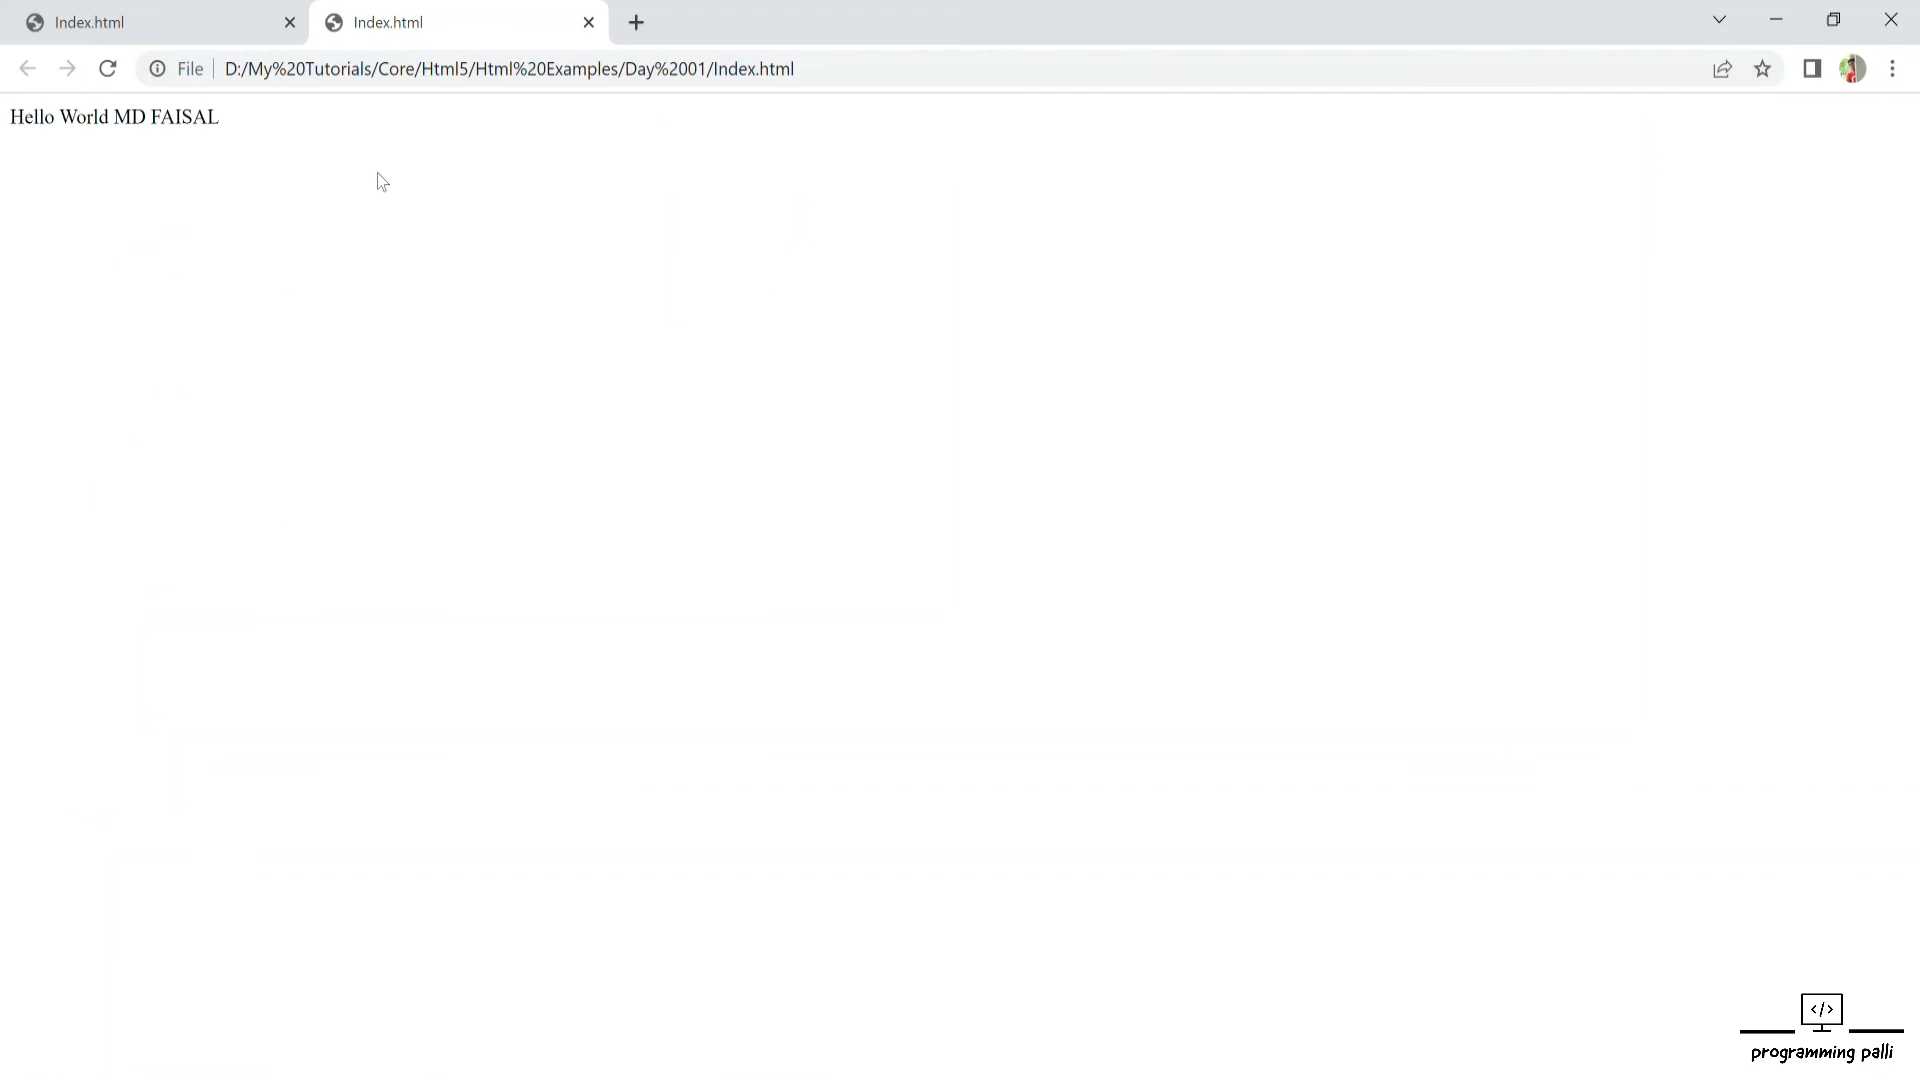 Index.html
Index.html
File
D:/My%20Tutorials/Core/Html5/Html%20Examples/Day%2001/Index.html
Hello World MD FAISAL
</>
programming palli